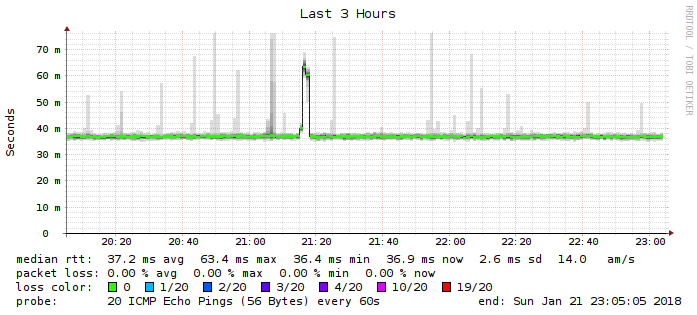 Last 3 Hours
RRDTOOL / TOBI OETIKER
Seconds
70 m
60 m
50 m
40 m
30 m
20 m
10 m
0
20:20 20:40 21:00 21:20 21:40 22:00 22:20 22:40 23:00
median rtt: 37.2 ms avg 63.4 ms max 36.4 ms min 36.9 ms now 2.6 ms sd 14.0 am/s
packet loss: 0.00 % avg 0.00 % max 0.00 % min 0.00 % now
loss color: 0 1/20 2/20 3/20 4/20 10/20 19/20
probe: 20 ICMP Echo Pings (56 Bytes) every 60s end: Sun Jan 21 23:05:05 2018